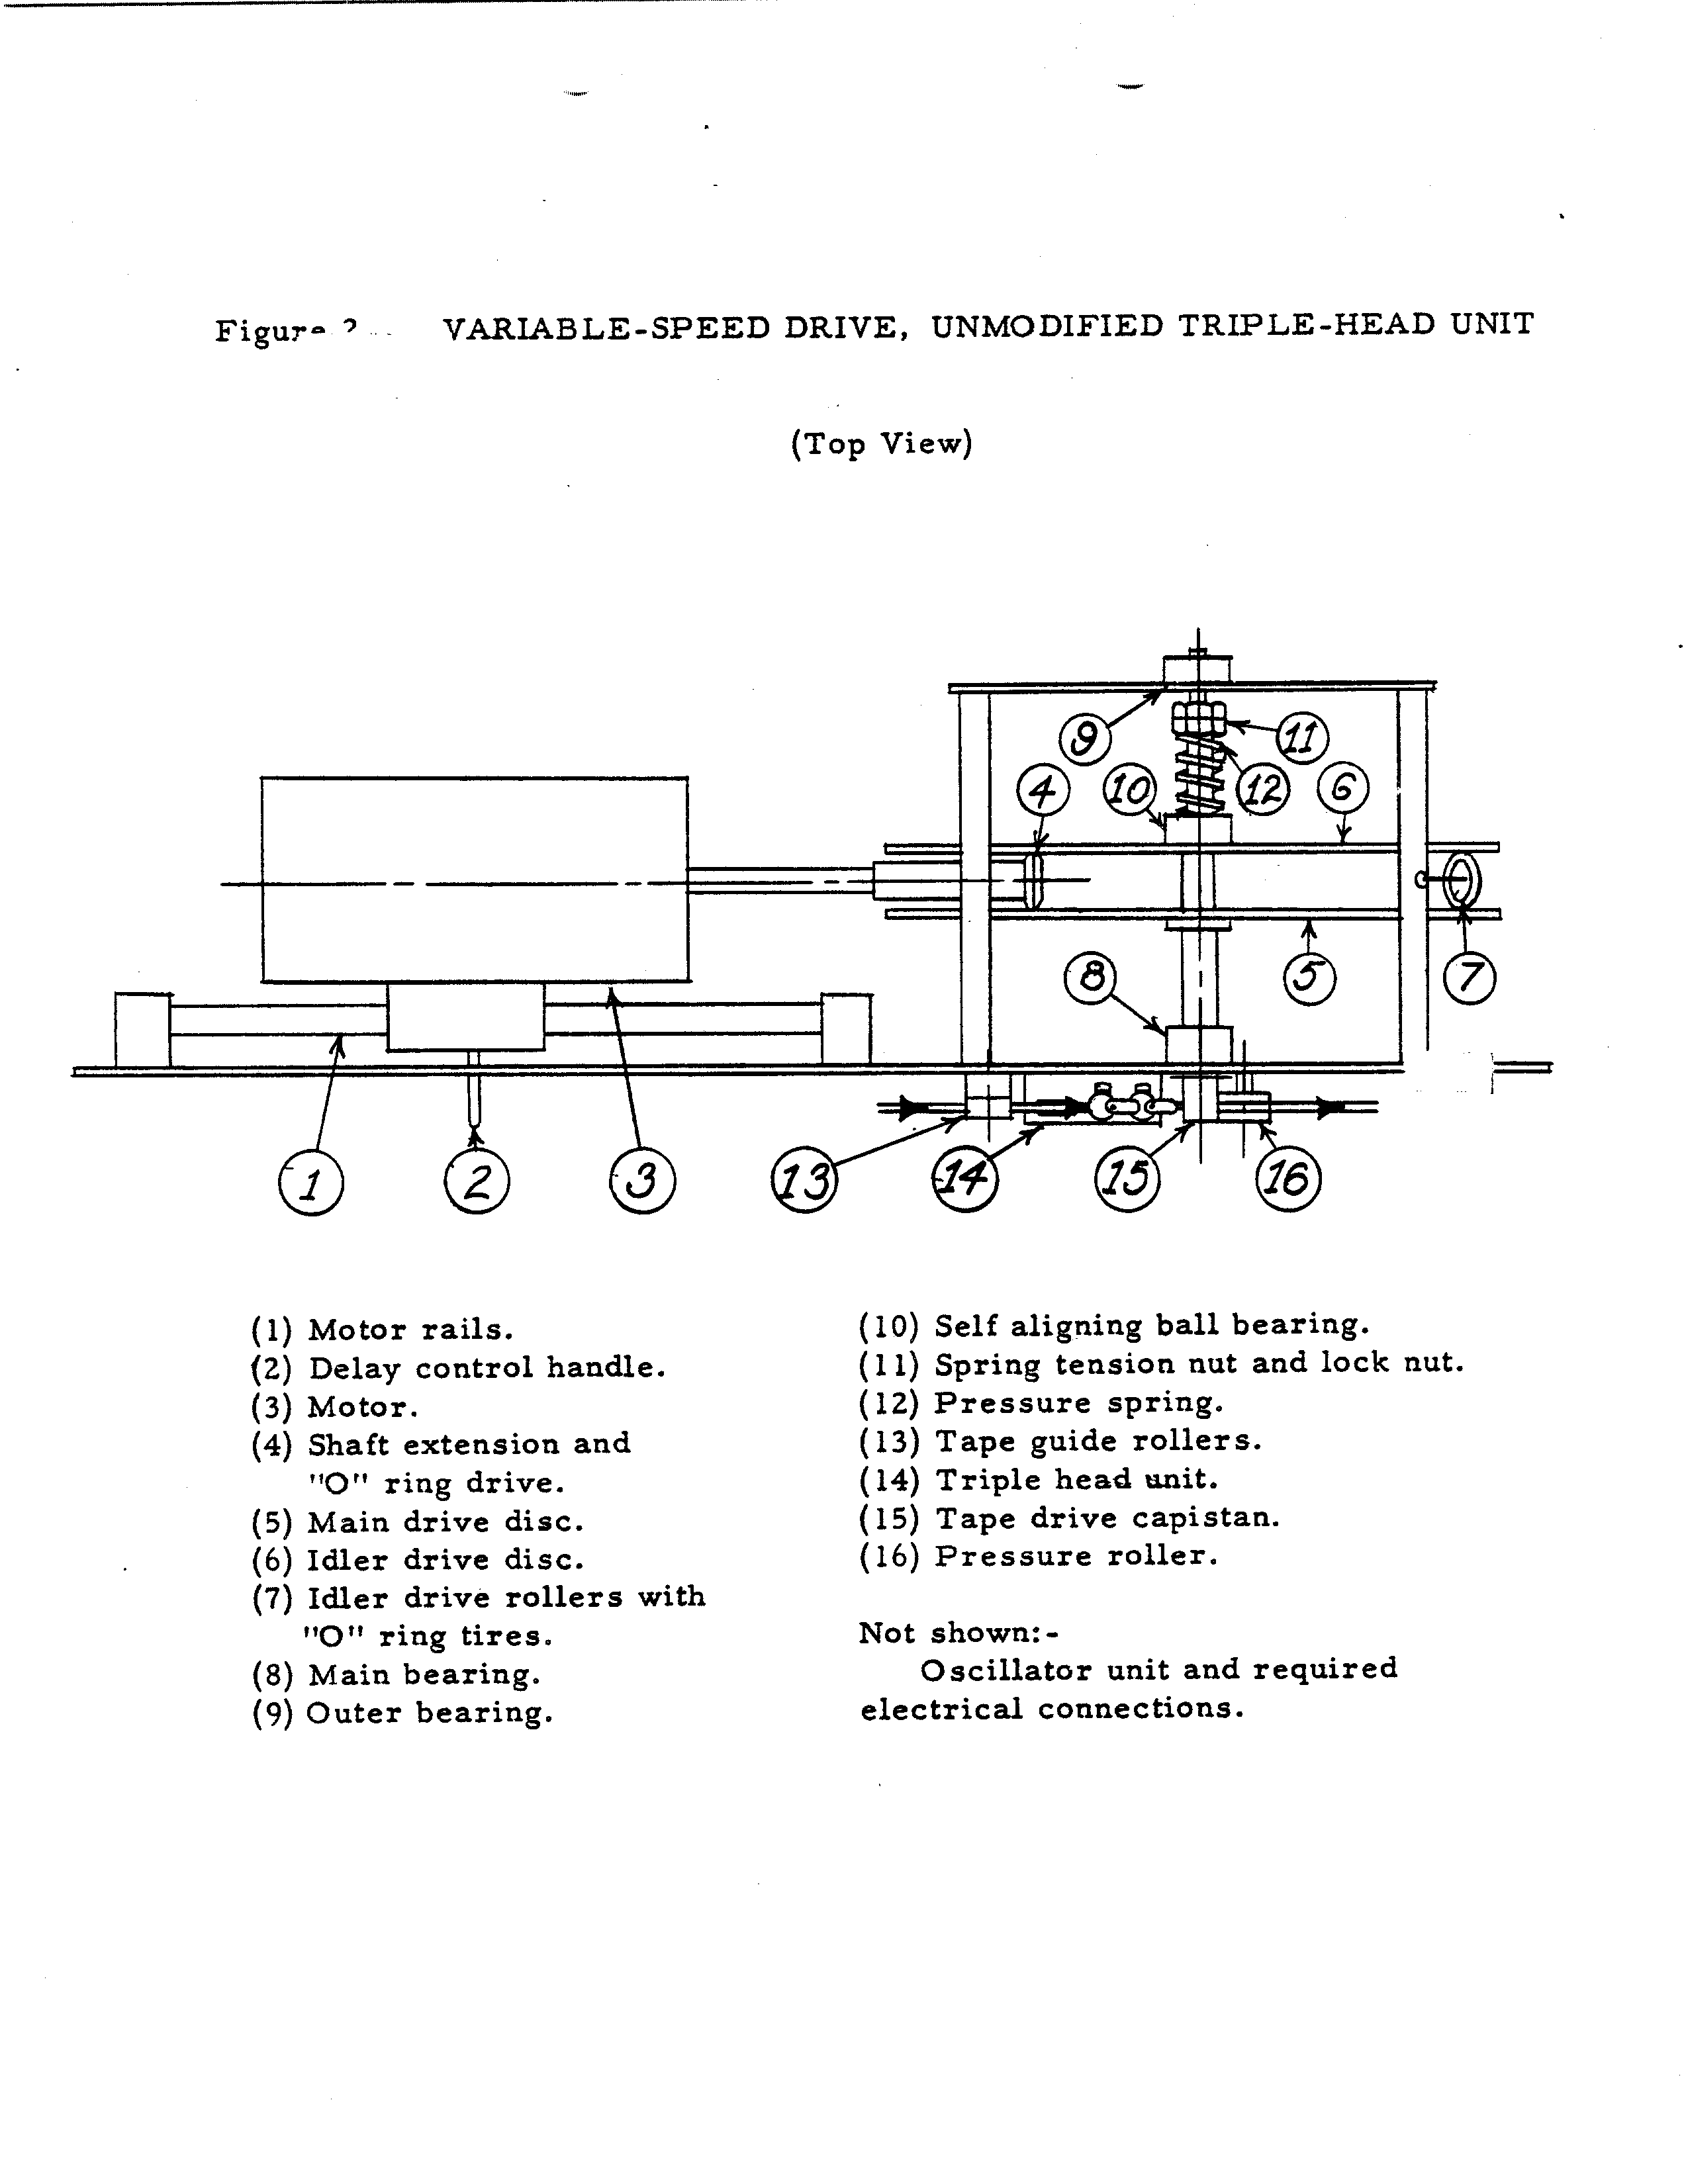 VARIABLE-SPEED DRIVE, UNMODIFIED TRIPLE-HEAD UNIT
(Top View)
9
11
4
10
12
6
8
5
7
1
2
3
13
14
15
16
(1) Motor rails.
(2) Delay control handle.
(3) Motor.
(4) Shaft extension and
"O" ring drive.
(5) Main drive disc.
(6) Idler drive disc.
(7) Idler drive rollers with
"O" ring tires.
(8) Main bearing.
(9) Outer bearing.
(10) Self aligning ball bearing.
(11) Spring tension nut and lock nut.
(12) Pressure spring.
(13) Tape guide rollers.
(14) Triple head unit.
(15) Tape drive capistan.
(16) Pressure roller.
Not shown:-
Oscillator unit and required
electrical connections.